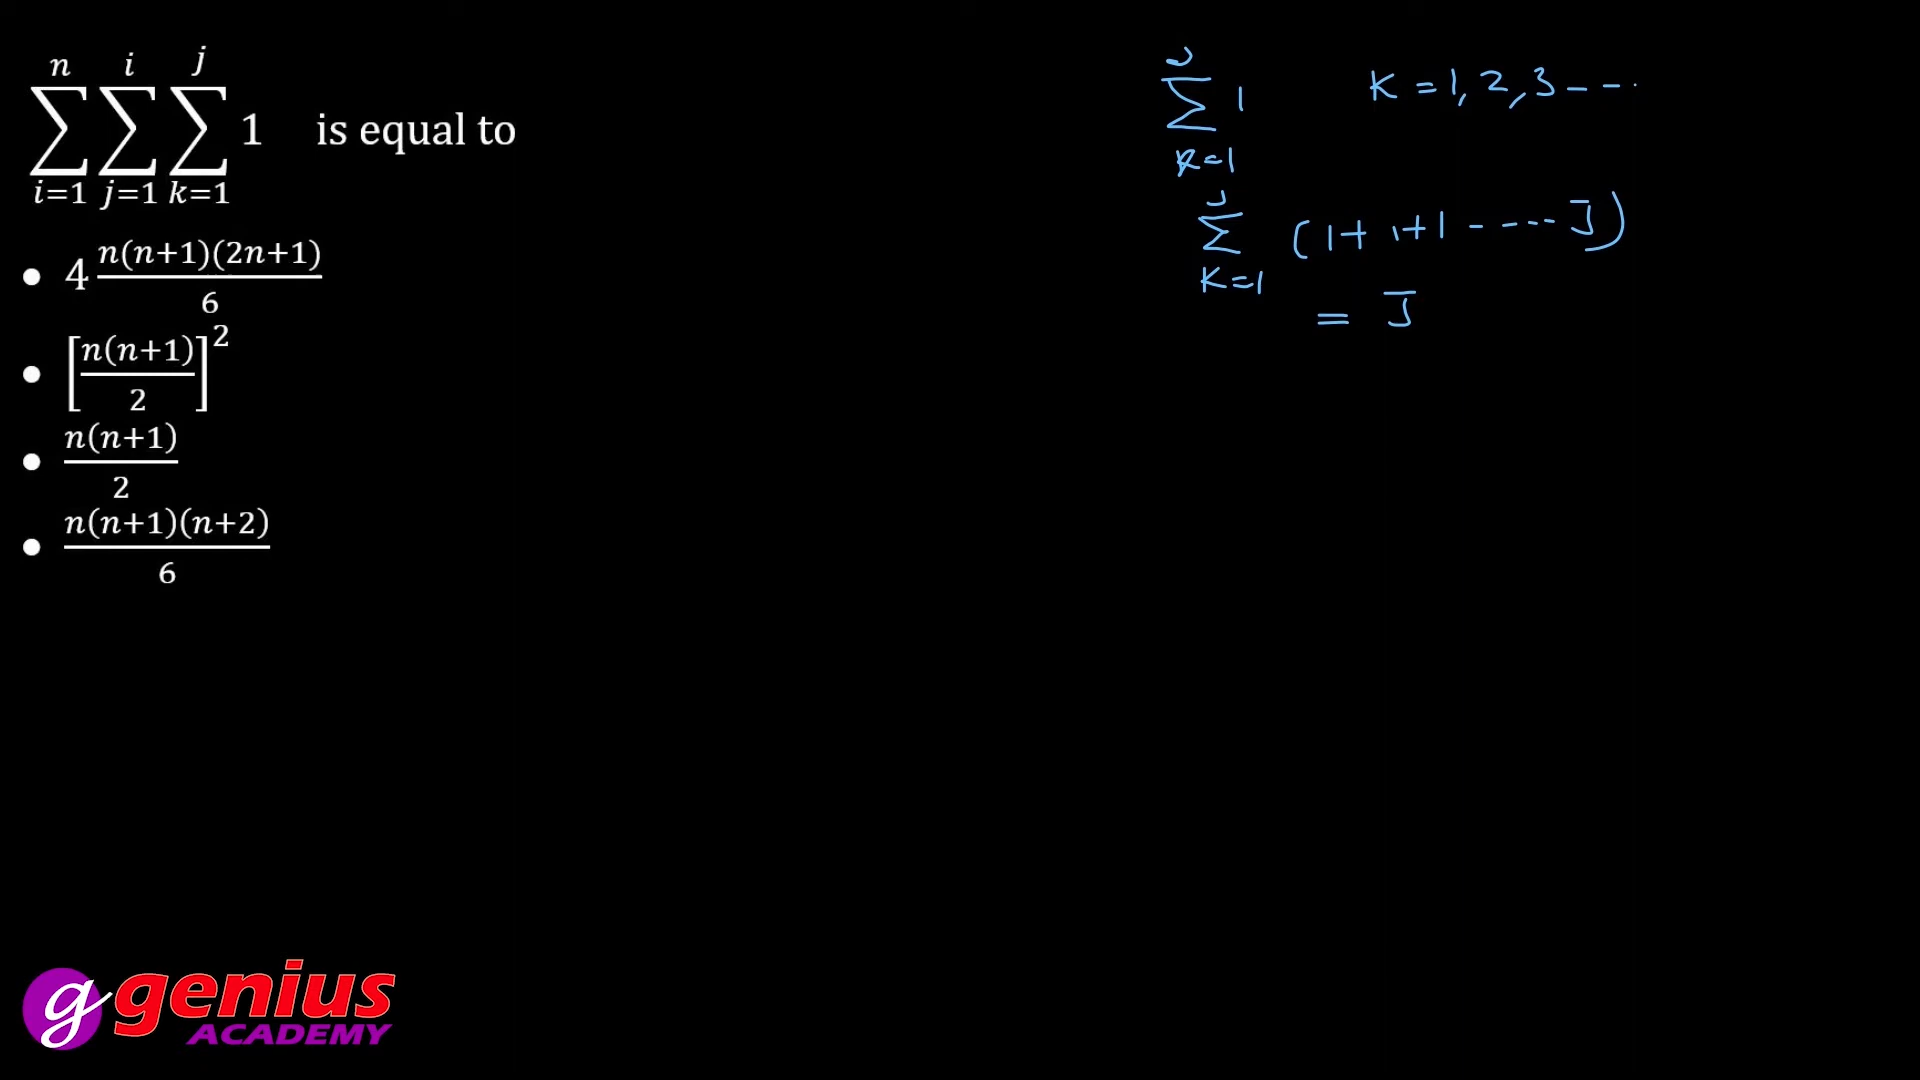 n i j
∑ ∑ ∑ 1 is equal to
i=1 j=1 k=1
• 4 n(n+1)(2n+1)/6
• [n(n+1)/2]²
• n(n+1)/2
• n(n+1)(n+2)/6
J
∑ 1 K = 1, 2, 3 - - -
K=1
J
∑ (1 + 1 + 1 - - --- J)
K=1
= J
g genius
ACADEMY